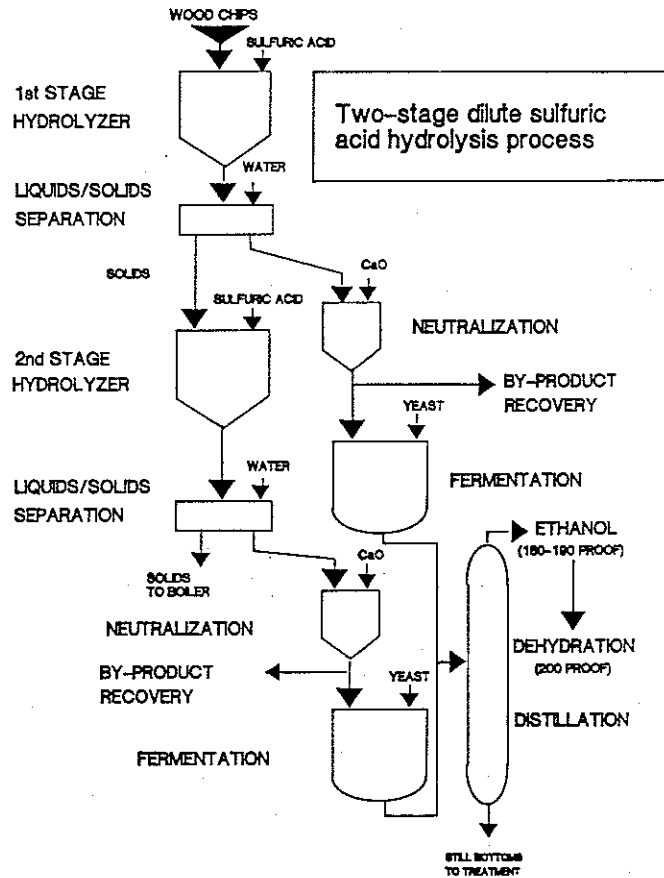 WOOD CHIPS
SULFURIC ACID
1st STAGE
HYDROLYZER
Two-stage dilute sulfuric
acid hydrolysis process
WATER
LIQUIDS/SOLIDS
SEPARATION
SOLIDS
CaO
SULFURIC ACID
NEUTRALIZATION
2nd STAGE
HYDROLYZER
BY-PRODUCT
RECOVERY
YEAST
WATER
LIQUIDS/SOLIDS
SEPARATION
FERMENTATION
ETHANOL
(180-190 PROOF)
SOLIDS
TO BOILER
CaO
NEUTRALIZATION
DEHYDRATION
(200 PROOF)
BY-PRODUCT
RECOVERY
YEAST
DISTILLATION
FERMENTATION
STILL BOTTOMS
TO TREATMENT